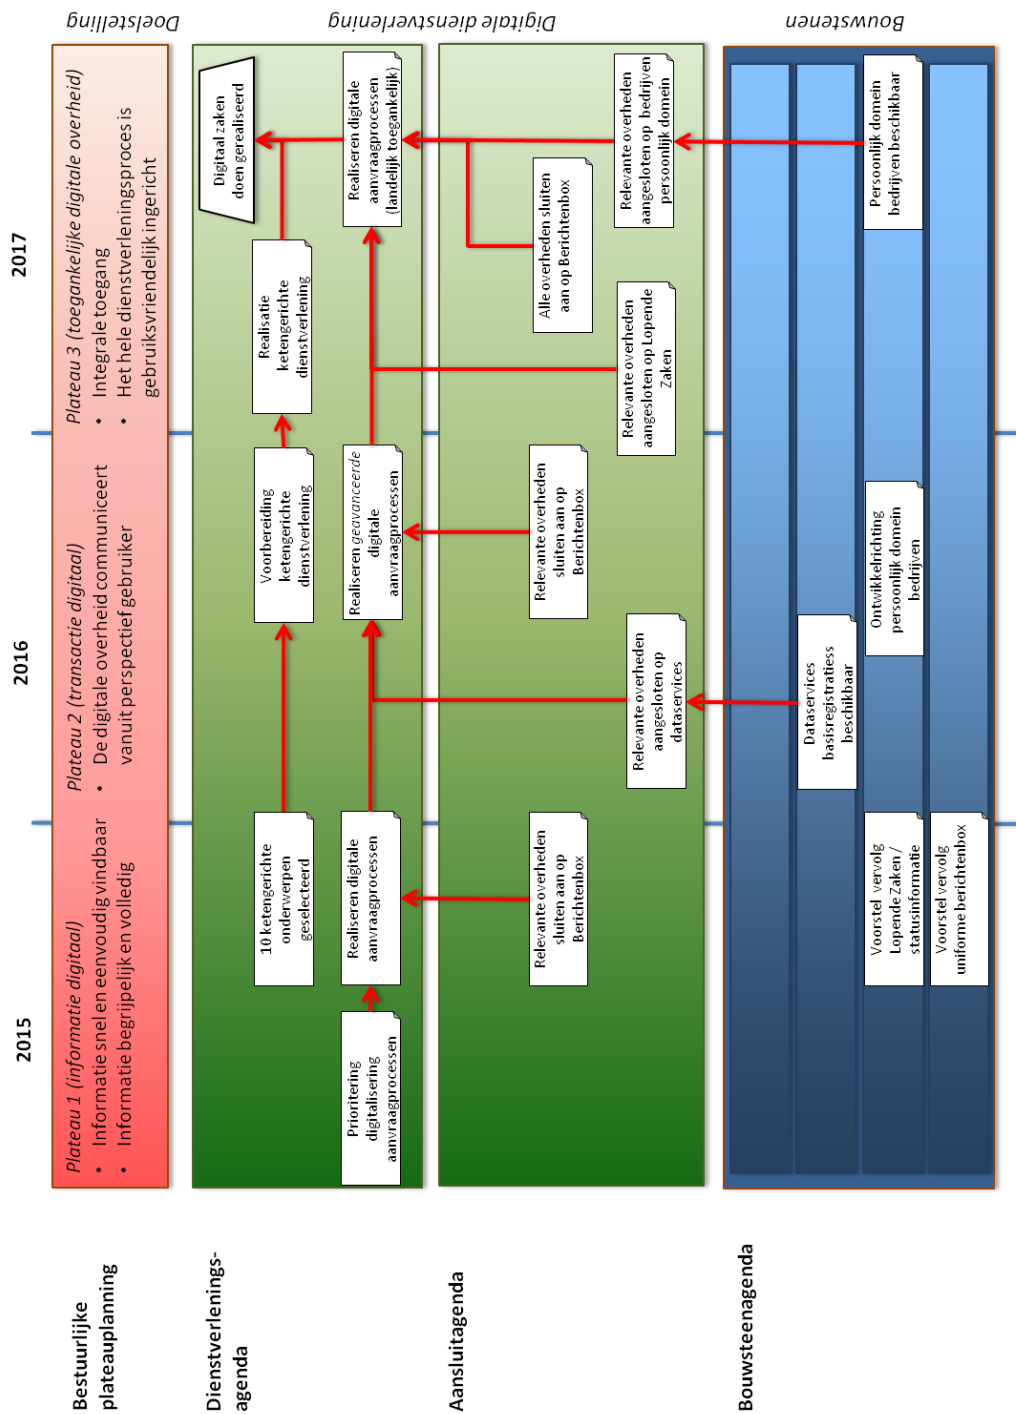 2015
2016
2017
Bestuurlijke
plateauplanning
Plateau 1 (informatie digitaal)
• Informatie snel en eenvoudig vindbaar
• Informatie begrijpelijk en volledig
Plateau 2 (transactie digitaal)
• De digitale overheid communiceert
vanuit perspectief gebruiker
Plateau 3 (toegankelijke digitale overheid)
• Integrale toegang
• Het hele dienstverleningsproces is
gebruiksvriendelijk ingericht
Doelstelling
Dienstverlenings-
agenda
10 ketengerichte
onderwerpen
geselecteerd
Voorbereiding
ketengerichte
dienstverlening
Realisatie
ketengerichte
dienstverlening
Digitaal zaken
doen gerealiseerd
Prioritering
digitalisering
aanvraagprocessen
Realiseren digitale
aanvraagprocessen
Realiseren geavanceerde
digitale
aanvraagprocessen
Realiseren digitale
aanvraagprocessen
(landelijk toegankelijk)
Digitale dienstverlening
Aansluitagenda
Relevante overheden
sluiten aan op
Berichtenbox
Relevante overheden
sluiten aan op
Berichtenbox
Alle overheden sluiten
aan op Berichtenbox
Relevante overheden
aangesloten op
dataservices
Relevante overheden
aangesloten op Lopende
Zaken
Relevante overheden
aangesloten op bedrijven
persoonlijk domein
Bouwsteenagenda
Dataservices
basisregistratiess
beschikbaar
Voorstel vervolg
Lopende Zaken /
statusinformatie
Ontwikkelrichting
persoonlijk domein
bedrijven
Persoonlijk domein
bedrijven beschikbaar
Voorstel vervolg
uniforme berichtenbox
Bouwstenen